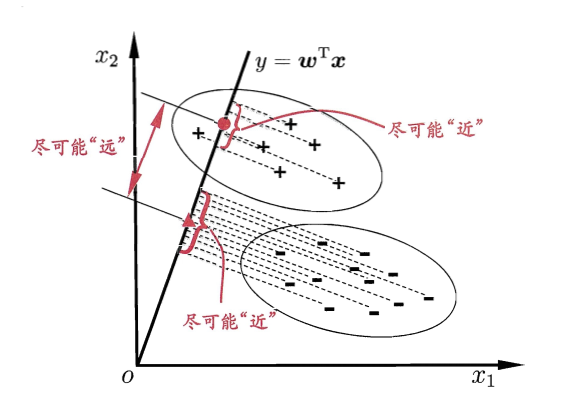 x₂
y = wᵀx
尽可能“近”
尽可能“远”
尽可能“近”
O
x₁